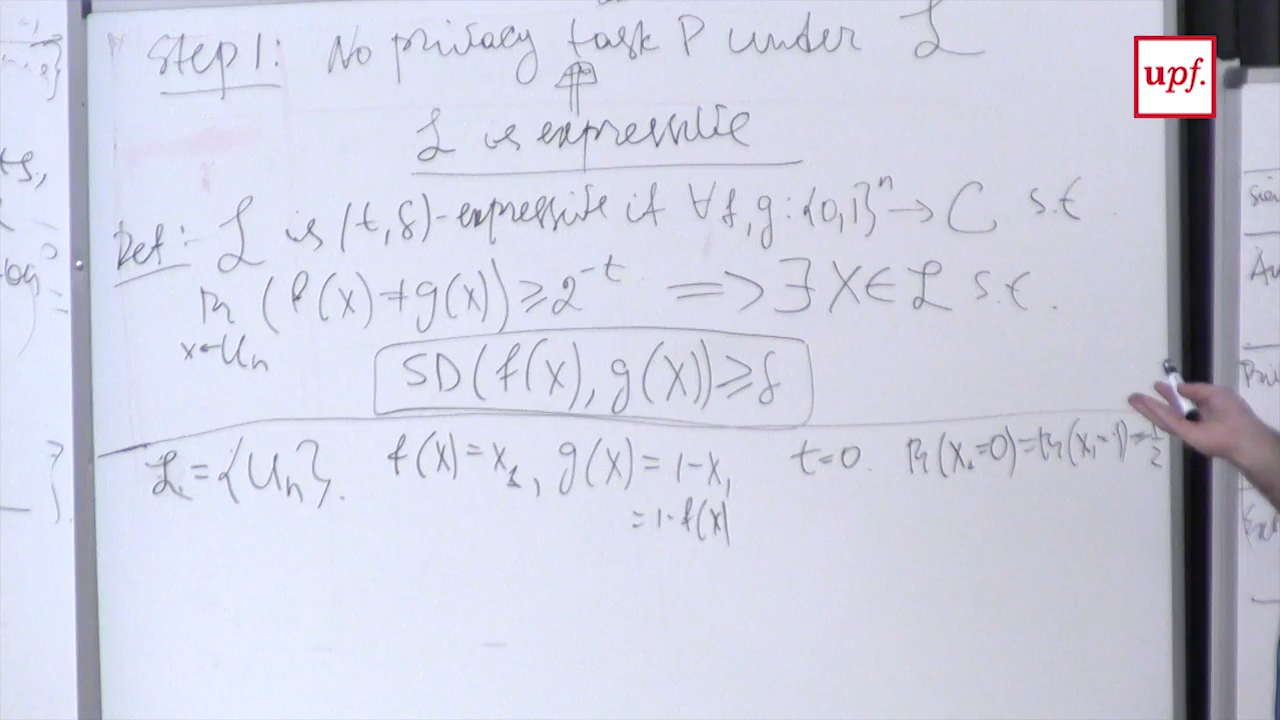 Step 1: No privacy task P under ℒ
⇑
ℒ is expressive
Def: ℒ is (t,δ)-expressive if ∀f,g:{0,1}ⁿ→C s.t.
Pr (f(x)≠g(x))≥2⁻ᵗ ⟹ ∃X∈ℒ s.t.
x←Uₙ
SD(f(X),g(X))≥δ
ℒ={Uₙ}. f(x)=x₁, g(x)=1-x₁ t=0. Pr(x₁=0)=Pr(x₁=1)=½
=1-f(x)
upf.